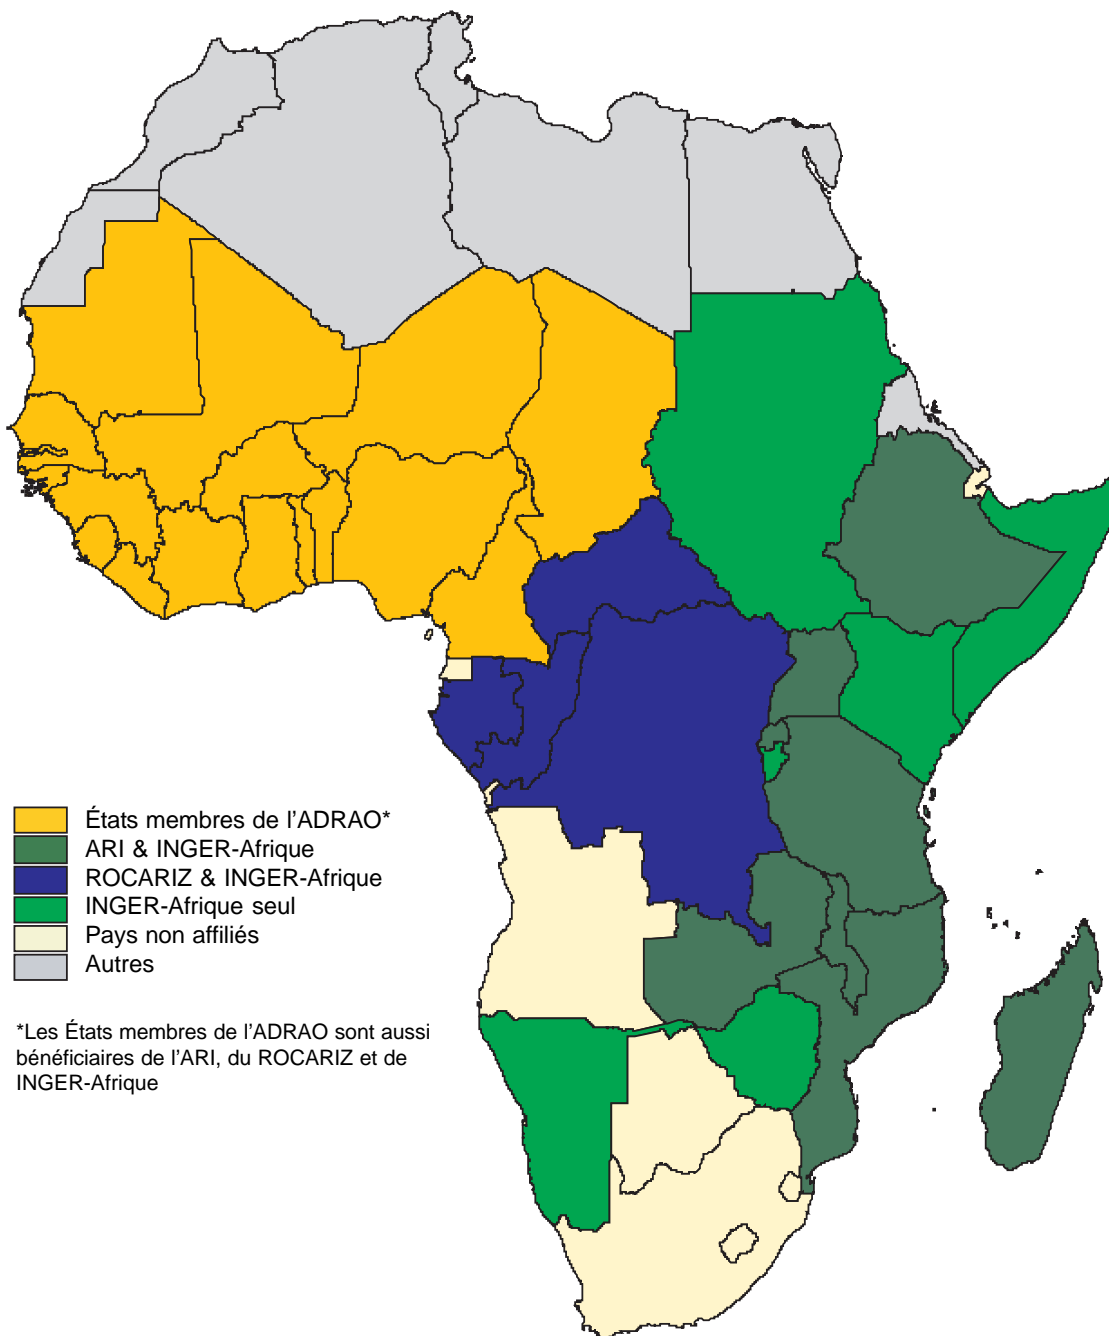 États membres de l'ADRAO*
ARI & INGER-Afrique
ROCARIZ & INGER-Afrique
INGER-Afrique seul
Pays non affiliés
Autres
*Les États membres de l'ADRAO sont aussi
bénéficiaires de l'ARI, du ROCARIZ et de
INGER-Afrique